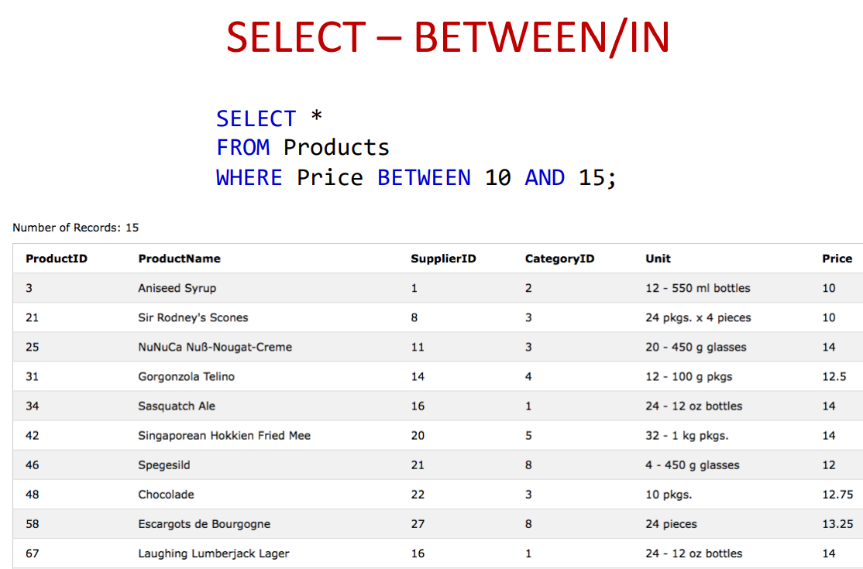 SELECT – BETWEEN/IN
SELECT *
FROM Products
WHERE Price BETWEEN 10 AND 15;
Number of Records: 15
ProductID ProductName SupplierID CategoryID Unit Price
3 Aniseed Syrup 1 2 12 - 550 ml bottles 10
21 Sir Rodney's Scones 8 3 24 pkgs. x 4 pieces 10
25 NuNuCa Nuß-Nougat-Creme 11 3 20 - 450 g glasses 14
31 Gorgonzola Telino 14 4 12 - 100 g pkgs 12.5
34 Sasquatch Ale 16 1 24 - 12 oz bottles 14
42 Singaporean Hokkien Fried Mee 20 5 32 - 1 kg pkgs. 14
46 Spegesild 21 8 4 - 450 g glasses 12
48 Chocolade 22 3 10 pkgs. 12.75
58 Escargots de Bourgogne 27 8 24 pieces 13.25
67 Laughing Lumberjack Lager 16 1 24 - 12 oz bottles 14